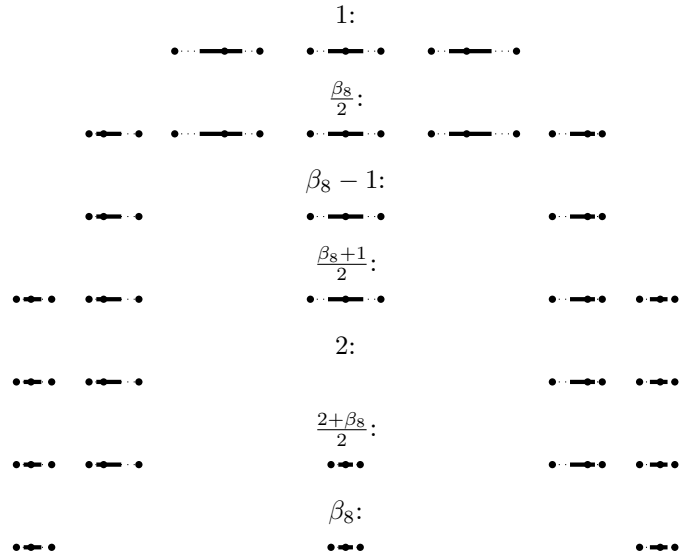 1:
\frac{\beta_8}{2}:
\beta_8 - 1:
\frac{\beta_8+1}{2}:
2:
\frac{2+\beta_8}{2}:
\beta_8: